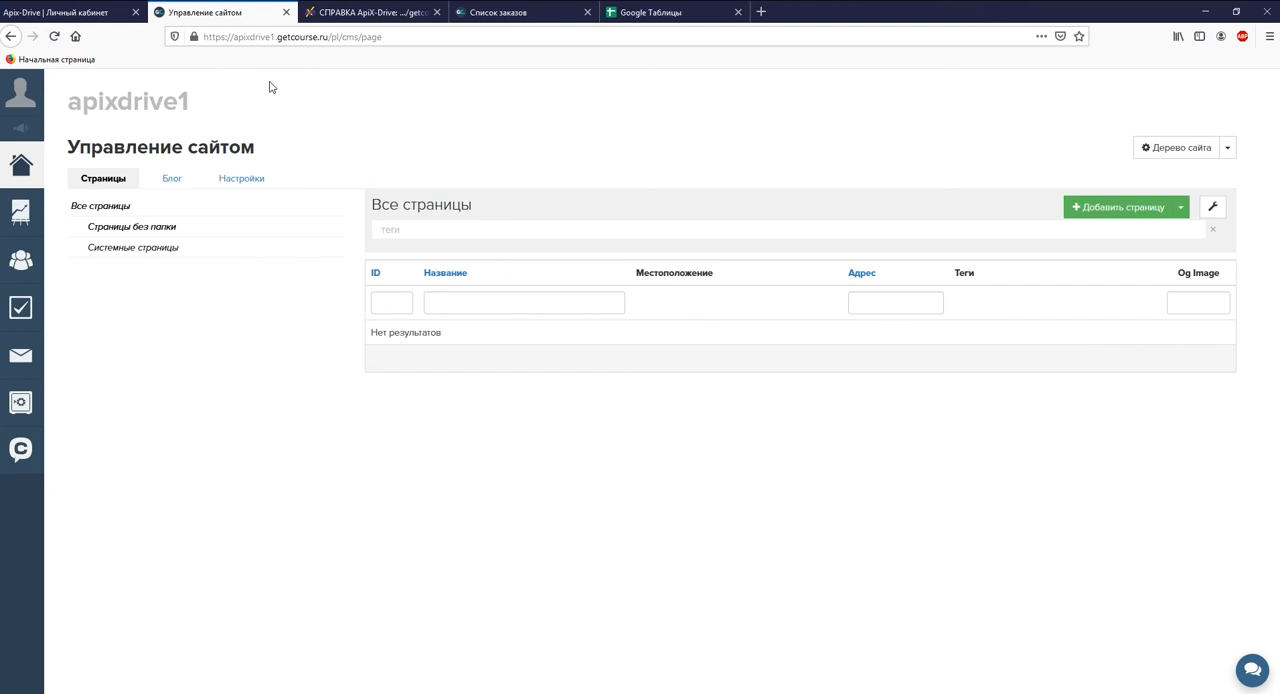 Apix-Drive | Личный кабинет
Управление сайтом
СПРАВКА ApiX-Drive: .../getc
Список заказов
Google Таблицы
https://apixdrive1.getcourse.ru/pl/cms/page
ABP
Начальная страница
apixdrive1
Управление сайтом
Дерево сайта
Страницы
Блог
Настройки
Все страницы
Страницы без папки
Системные страницы
Все страницы
Добавить страницу
теги
ID
Название
Местоположение
Адрес
Теги
Og Image
Нет результатов